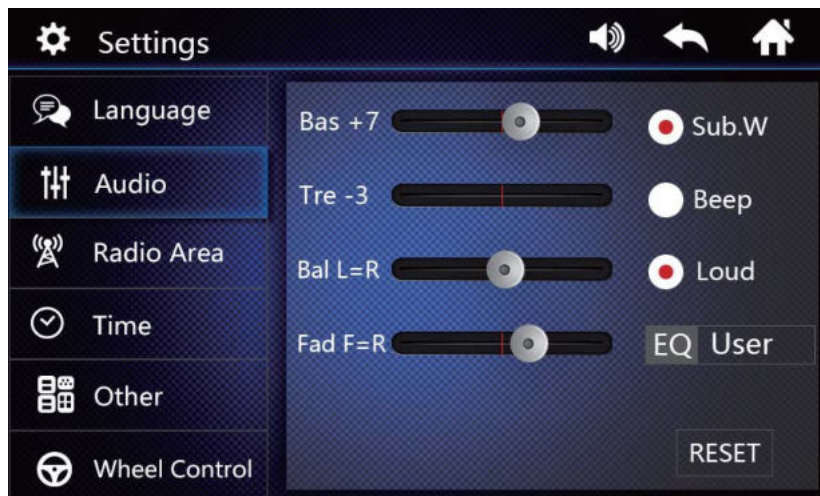 Settings
Language
Audio
Radio Area
Time
Other
Wheel Control
Bas +7
Sub.W
Tre -3
Beep
Bal L=R
Loud
Fad F=R
EQ User
RESET